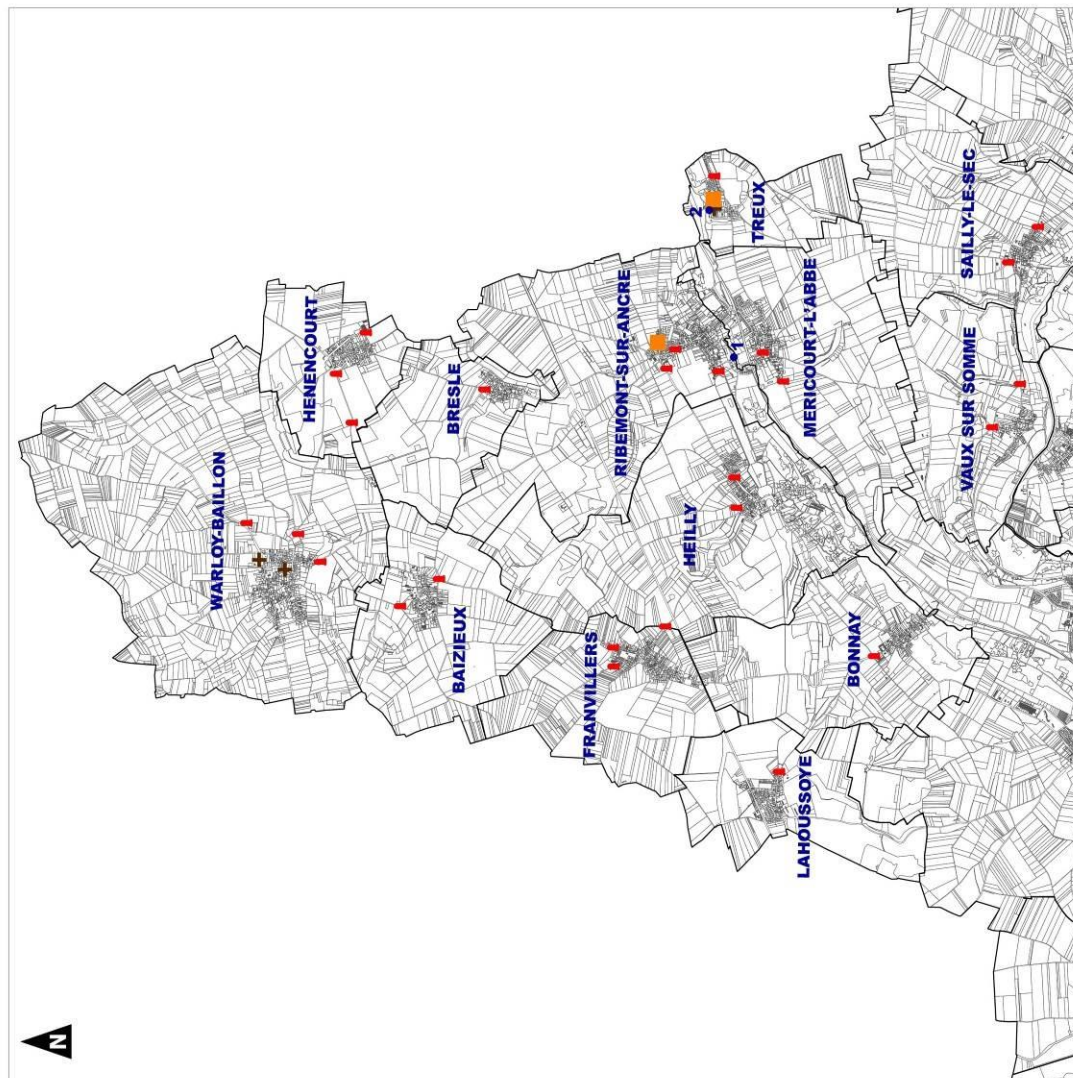 WARLOY-BAILLON
HENENCOURT
BAIZIEUX
BRESLE
FRANVILLERS
RIBEMONT-SUR-ANCRE
2
TREUX
HEILLY
1
MERICOURT-L'ABBE
LAHOUSSOYE
BONNAY
VAUX SUR SOMME
SAILLY-LE-SEC
N